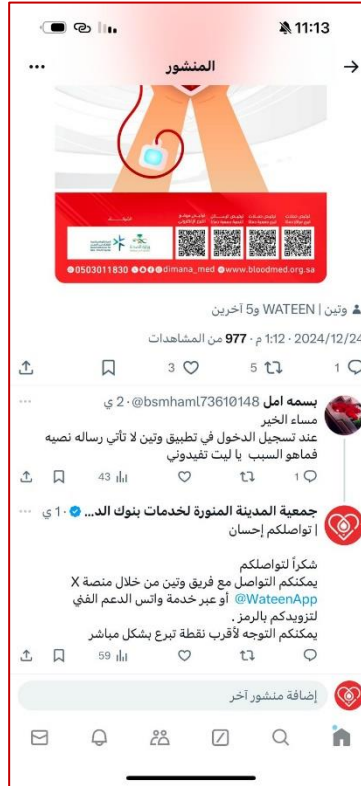 11:13
المنشور
0503011830 dimana_med www.bloodmed.org.sa
وتين | WATEEN و5 آخرين
2024/12/24 · 1:12 م · 977 من المشاهدات
1 5 3
بسمه امل @bsmhaml73610148 · 2 ي
مساء الخير
عند تسجيل الدخول في تطبيق وتين لا تأتي رساله نصيه
فماهو السبب يا ليت تفيدوني
1 43
جمعية المدينة المنورة لخدمات بنوك الد... · 1 ي
| تواصلكم إحسان
شكراً لتواصلكم
يمكنكم التواصل مع فريق وتين من خلال منصة X
@WateenApp أو عبر خدمة واتس الدعم الفني
لتزويدكم بالرمز .
يمكنكم التوجه لأقرب نقطة تبرع بشكل مباشر
59
إضافة منشور آخر